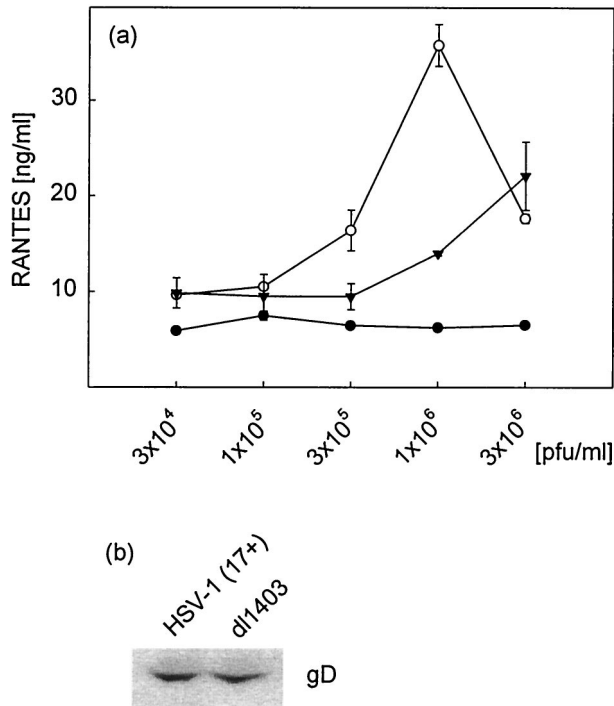 (a)
RANTES [ng/ml]
30
20
10
3x10⁴
1x10⁵
3x10⁵
1x10⁶
3x10⁶
[pfu/ml]
(b)
HSV-1 (17+)
dl1403
gD